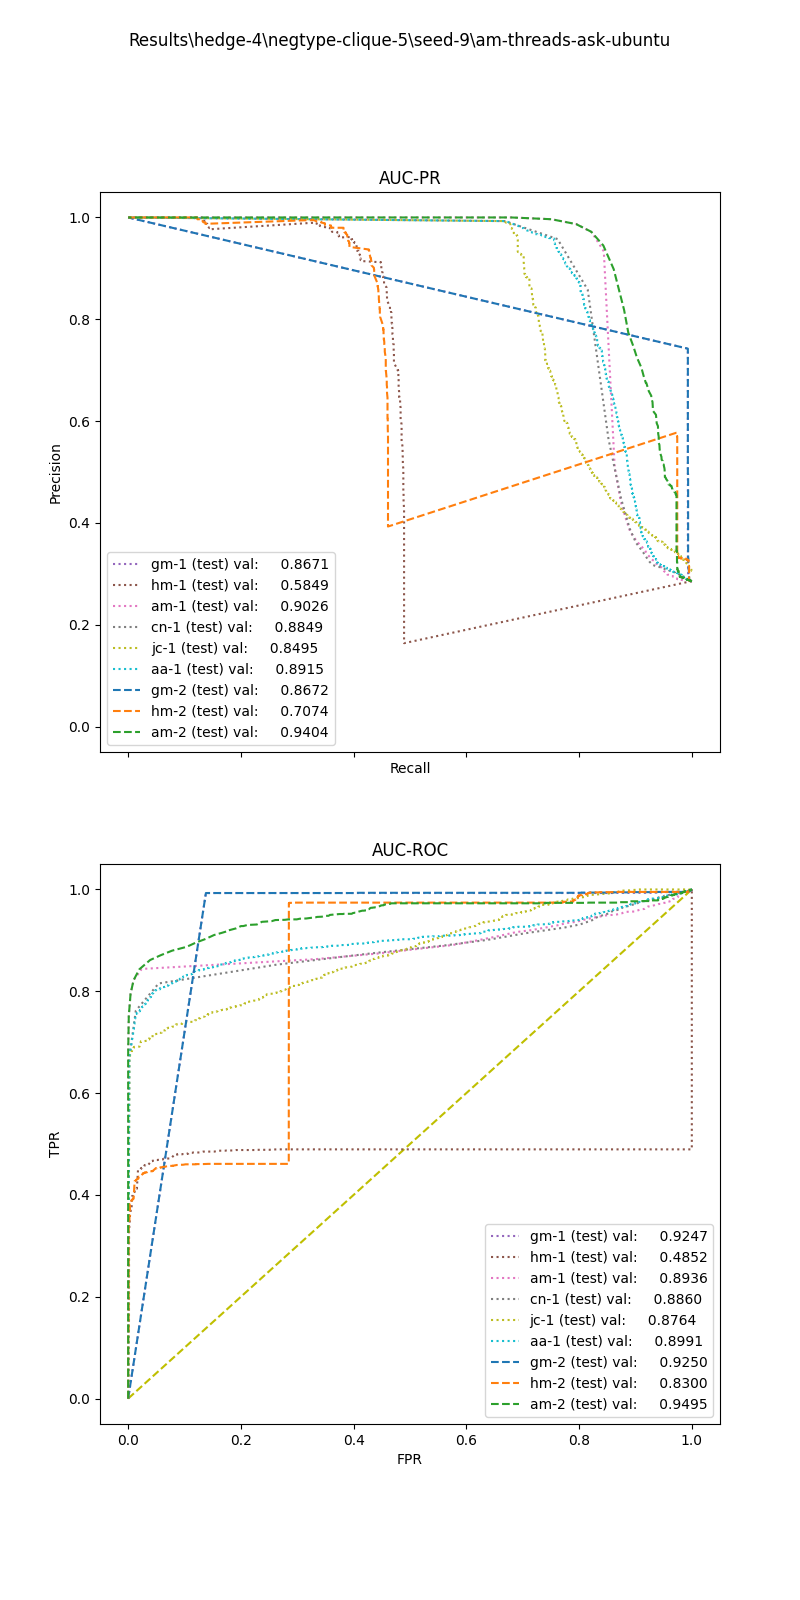 Results\hedge-4\negtype-clique-5\seed-9\am-threads-ask-ubuntu
AUC-PR
1.0
0.8
0.6
0.4
0.2
0.0
Precision
gm-1 (test) val: 0.8671
hm-1 (test) val: 0.5849
am-1 (test) val: 0.9026
cn-1 (test) val: 0.8849
jc-1 (test) val: 0.8495
aa-1 (test) val: 0.8915
gm-2 (test) val: 0.8672
hm-2 (test) val: 0.7074
am-2 (test) val: 0.9404
Recall
AUC-ROC
1.0
0.8
0.6
0.4
0.2
0.0
TPR
gm-1 (test) val: 0.9247
hm-1 (test) val: 0.4852
am-1 (test) val: 0.8936
cn-1 (test) val: 0.8860
jc-1 (test) val: 0.8764
aa-1 (test) val: 0.8991
gm-2 (test) val: 0.9250
hm-2 (test) val: 0.8300
am-2 (test) val: 0.9495
0.0 0.2 0.4 0.6 0.8 1.0
FPR